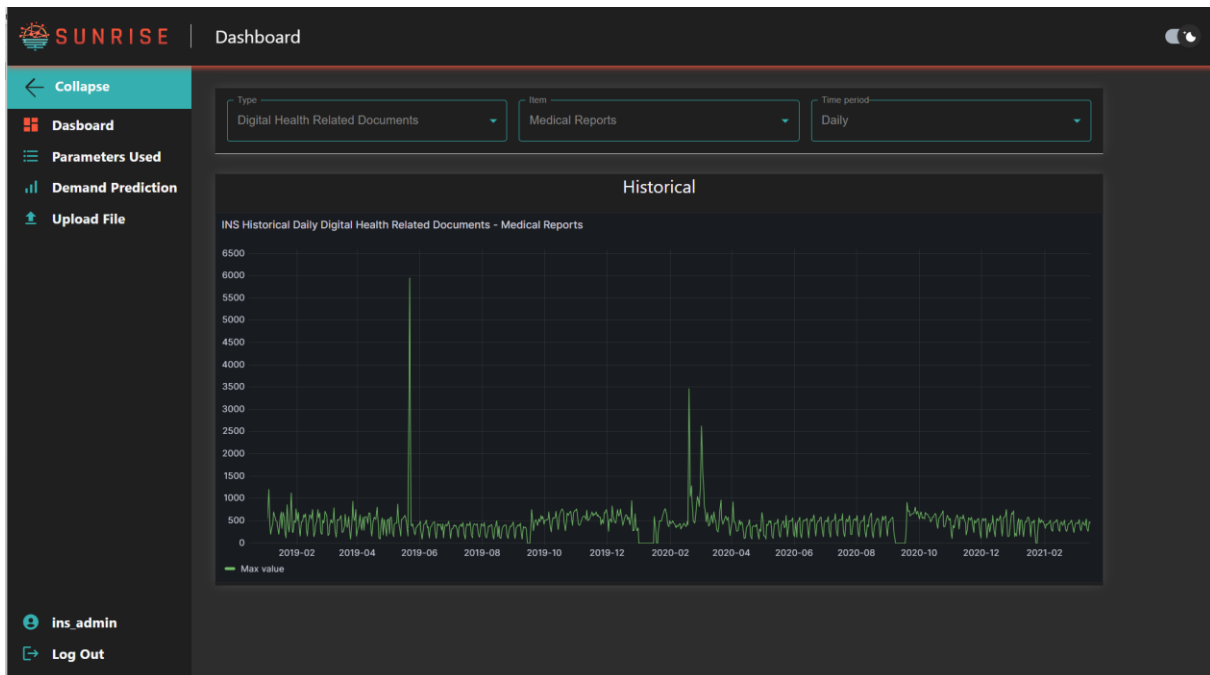 SUNRISE
Dashboard
Collapse
Dasboard
Parameters Used
Demand Prediction
Upload File
Type
Digital Health Related Documents
Item
Medical Reports
Time period
Daily
Historical
INS Historical Daily Digital Health Related Documents - Medical Reports
6500
6000
5500
5000
4500
4000
3500
3000
2500
2000
1500
1000
500
0
2019-02 2019-04 2019-06 2019-08 2019-10 2019-12 2020-02 2020-04 2020-06 2020-08 2020-10 2020-12 2021-02
Max value
ins_admin
Log Out